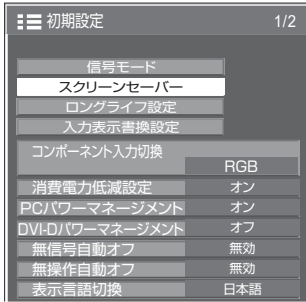 初期設定 1/2
信号モード
スクリーンセーバー
ロングライフ設定
入力表示書換設定
コンポーネント入力切換
RGB
消費電力低減設定 オン
PCパワーマネージメント オン
DVI-Dパワーマネージメント オフ
無信号自動オフ 無効
無操作自動オフ 無効
表示言語切換 日本語